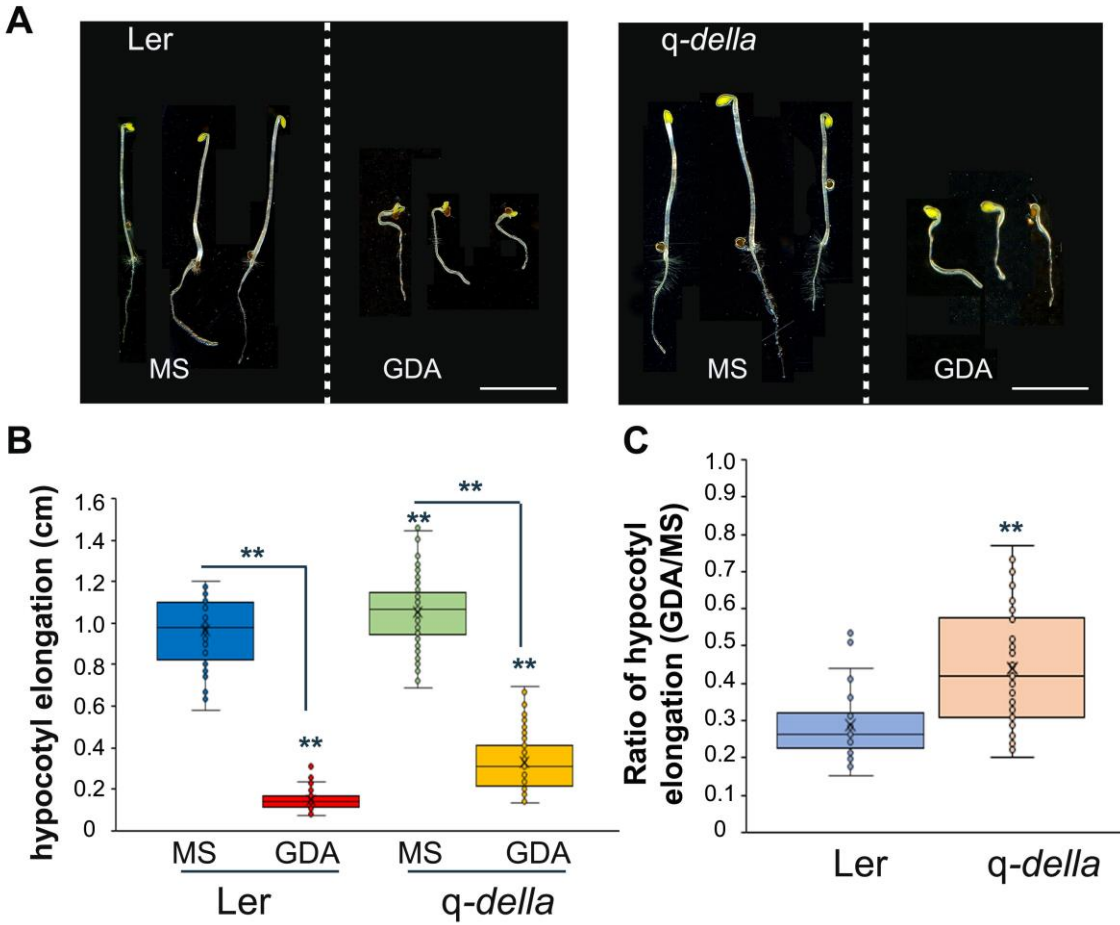 A
Ler
MS
GDA
q-della
MS
GDA
B
hypocotyl elongation (cm)
1.6
1.4
1.2
1.0
0.8
0.6
0.4
0.2
0
**
**
**
**
**
MS
GDA
MS
GDA
Ler
q-della
C
Ratio of hypocotyl
elongation (GDA/MS)
1.0
0.9
0.8
0.7
0.6
0.5
0.4
0.3
0.2
0.1
0
**
Ler
q-della